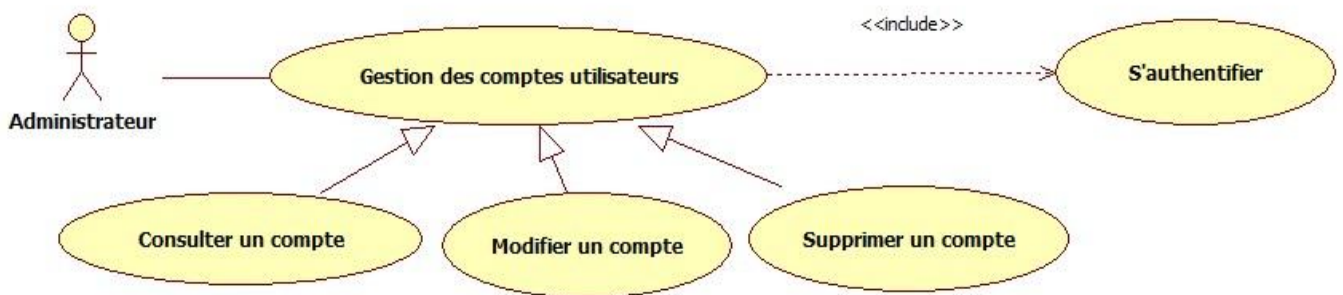 <<include>>
Gestion des comptes utilisateurs
S'authentifier
Administrateur
Consulter un compte
Modifier un compte
Supprimer un compte